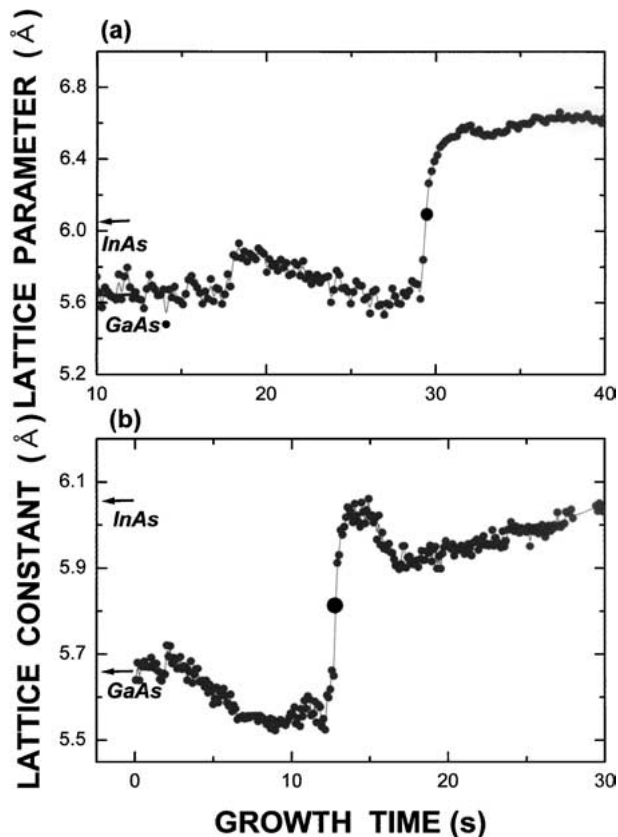 (a)
LATTICE PARAMETER (Å)
6.8
6.4
6.0
InAs
5.6
GaAs
5.2
10 20 30 40
(b)
LATTICE CONSTANT (Å)
6.1
InAs
5.9
5.7
GaAs
5.5
0 10 20 30
GROWTH TIME (s)